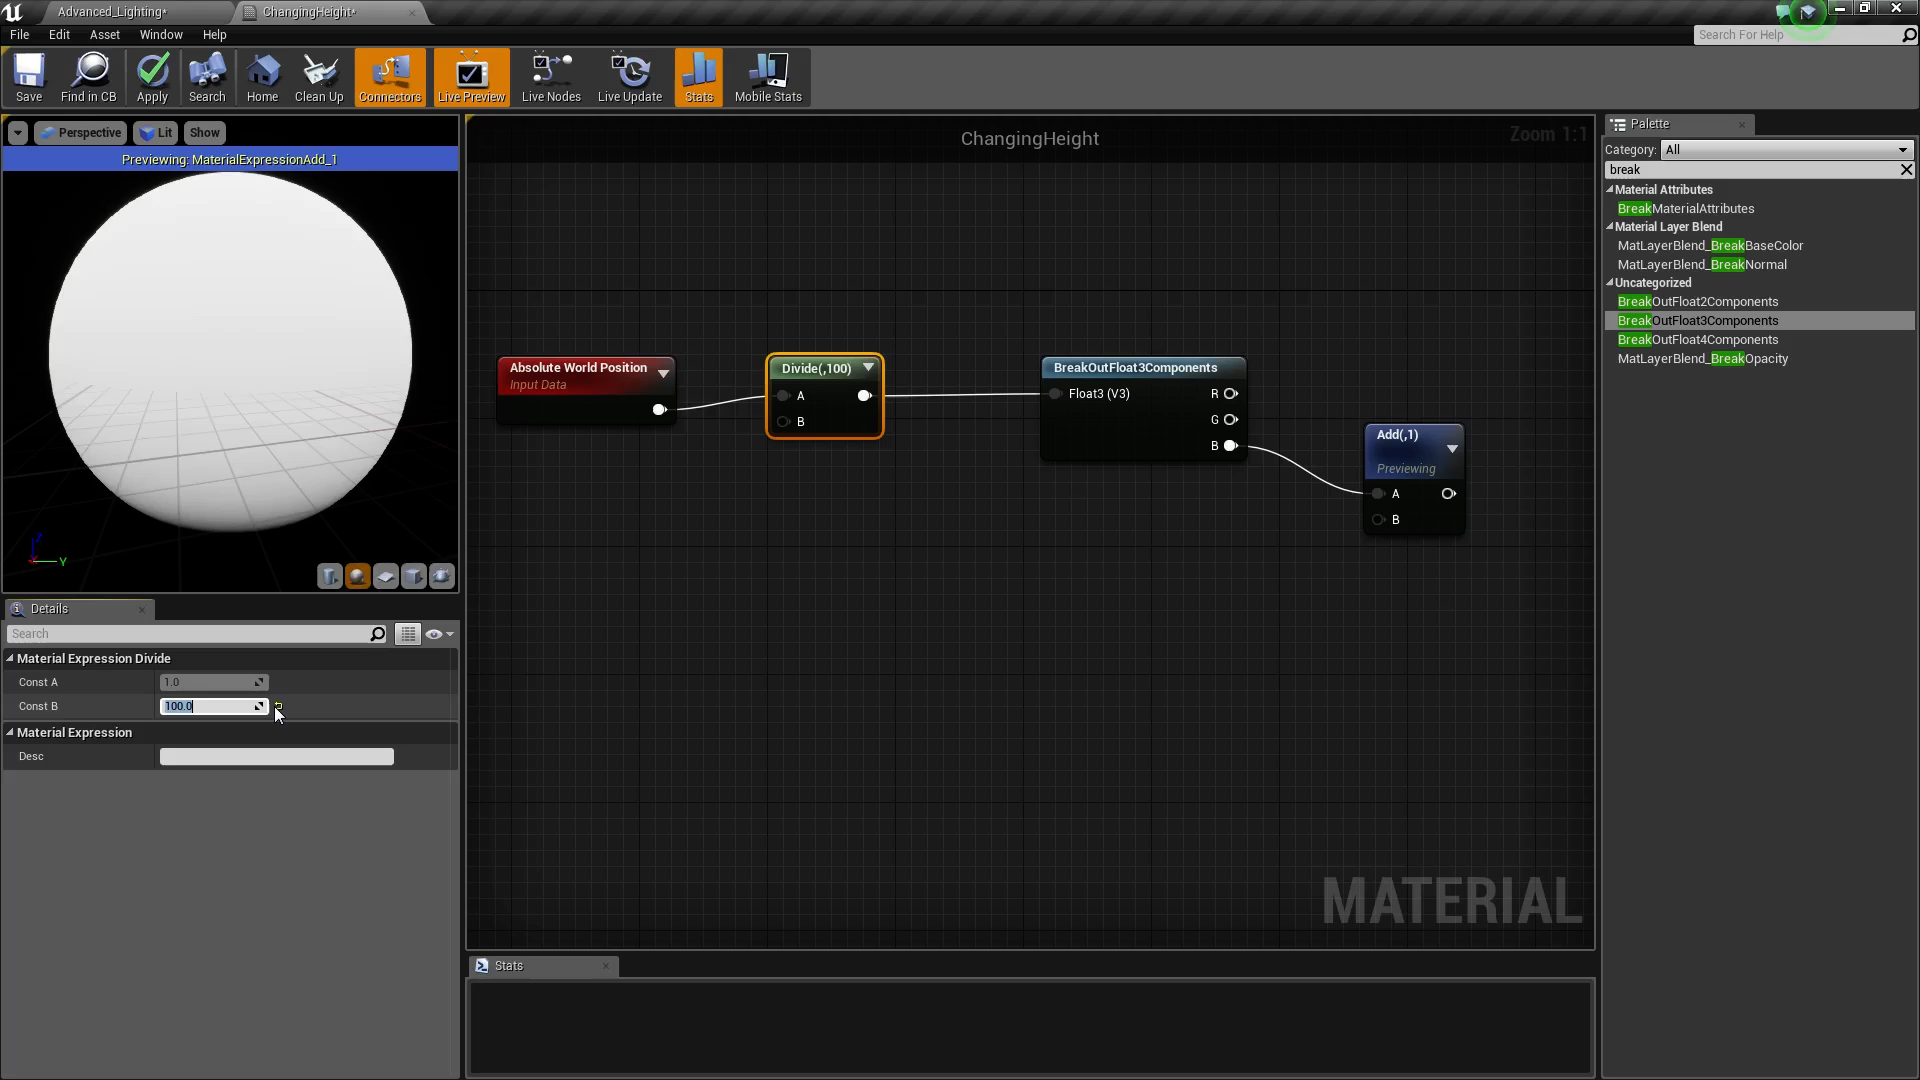 Advanced_Lighting*
ChangingHeight*
File Edit Asset Window Help
Search For Help
Save
Find in CB
Apply
Search
Home
Clean Up
Connectors
Live Preview
Live Nodes
Live Update
Stats
Mobile Stats
Perspective
Lit
Show
Previewing: MaterialExpressionAdd_1
Z
Y
ChangingHeight
Zoom 1:1
Absolute World Position
Input Data
Divide(,100)
A
B
BreakOutFloat3Components
Float3 (V3)
R
G
B
Add(,1)
Previewing
A
B
MATERIAL
Palette
Category: All
break
Material Attributes
BreakMaterialAttributes
Material Layer Blend
MatLayerBlend_BreakBaseColor
MatLayerBlend_BreakNormal
Uncategorized
BreakOutFloat2Components
BreakOutFloat3Components
BreakOutFloat4Components
MatLayerBlend_BreakOpacity
Details
Search
Material Expression Divide
Const A 1.0
Const B 100.0
Material Expression
Desc
Stats